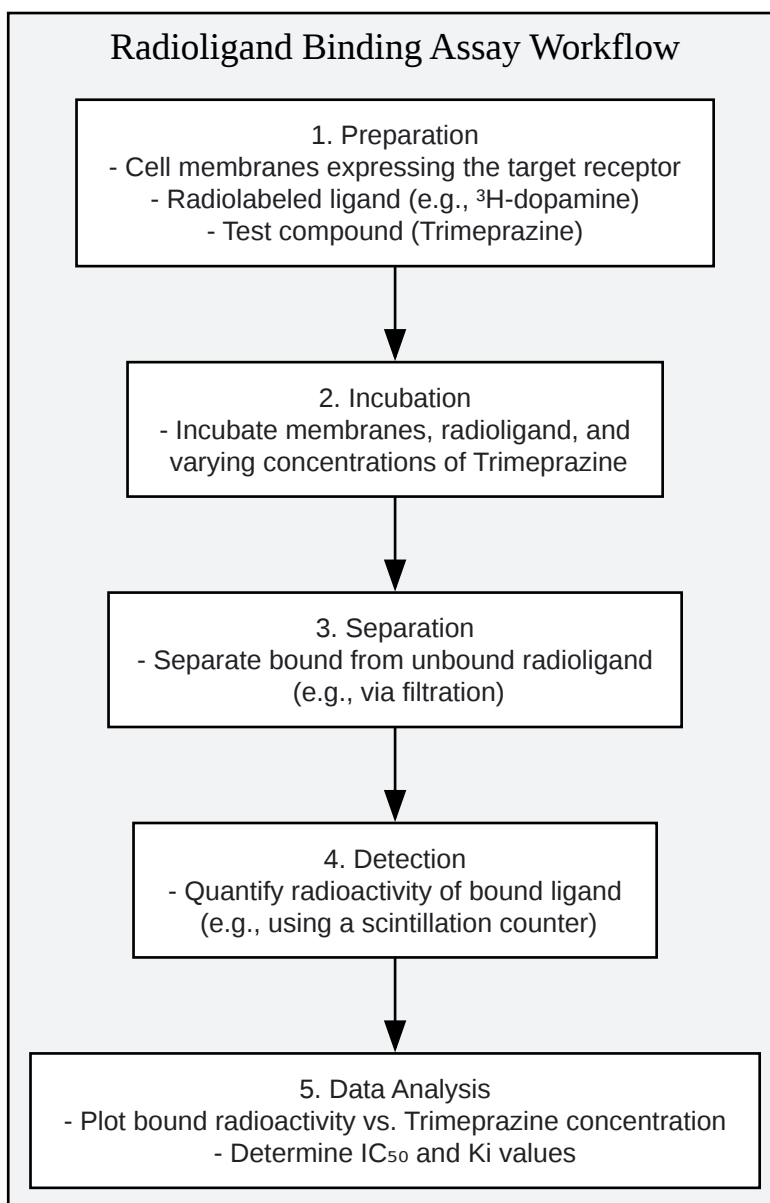 Radioligand Binding Assay Workflow
1. Preparation
- Cell membranes expressing the target receptor
- Radiolabeled ligand (e.g., ³H-dopamine)
- Test compound (Trimeprazine)
2. Incubation
- Incubate membranes, radioligand, and
varying concentrations of Trimeprazine
3. Separation
- Separate bound from unbound radioligand
(e.g., via filtration)
4. Detection
- Quantify radioactivity of bound ligand
(e.g., using a scintillation counter)
5. Data Analysis
- Plot bound radioactivity vs. Trimeprazine concentration
- Determine IC₅₀ and Ki values